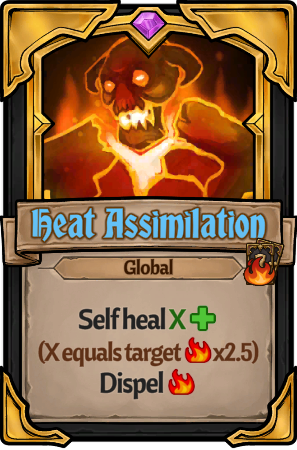 Heat Assimilation
Global
Self heal X
(X equals target x2.5)
Dispel